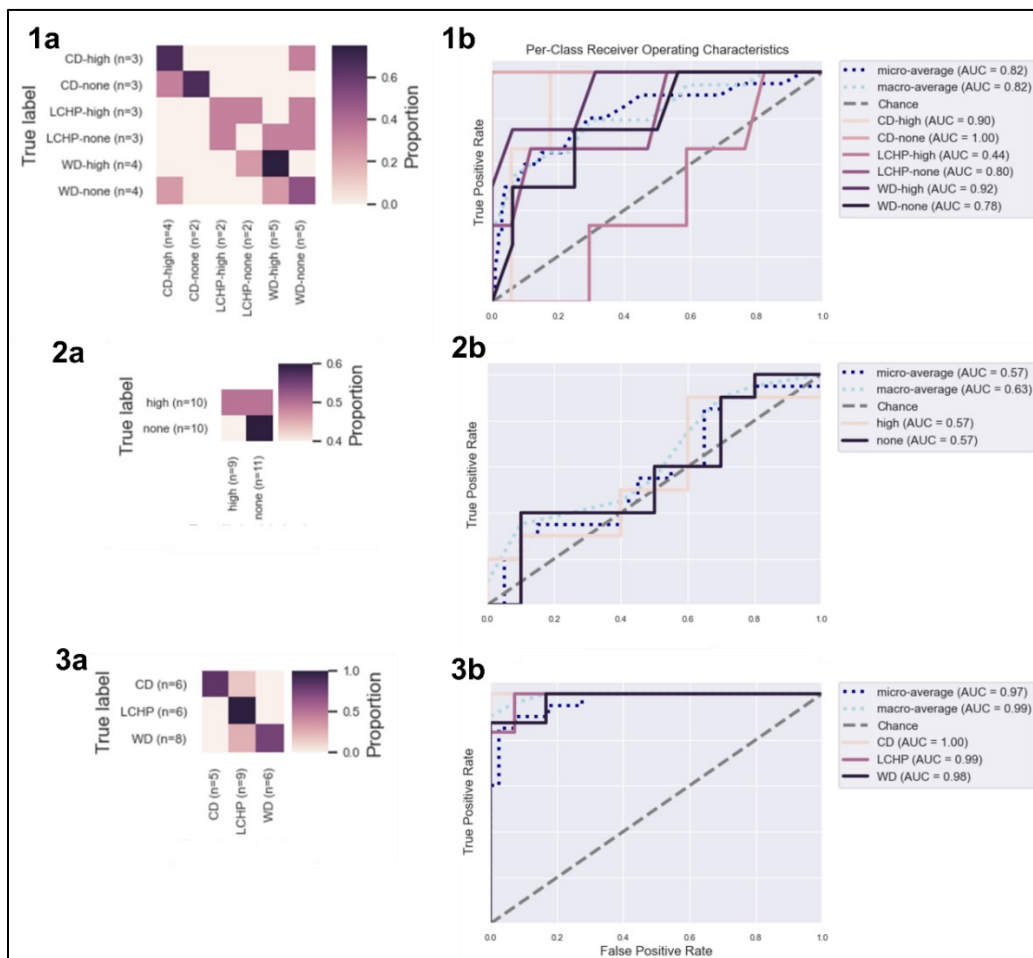 1a
CD-high (n=3)
CD-none (n=3)
LCHP-high (n=3)
LCHP-none (n=3)
WD-high (n=4)
WD-none (n=4)
True label
0.6
0.4
0.2
0.0
Proportion
CD-high (n=4)
CD-none (n=2)
LCHP-high (n=2)
LCHP-none (n=2)
WD-high (n=5)
WD-none (n=5)
1b
Per-Class Receiver Operating Characteristics
True Positive Rate
0.0 0.2 0.4 0.6 0.8 1.0
micro-average (AUC = 0.82)
macro-average (AUC = 0.82)
Chance
CD-high (AUC = 0.90)
CD-none (AUC = 1.00)
LCHP-high (AUC = 0.44)
LCHP-none (AUC = 0.80)
WD-high (AUC = 0.92)
WD-none (AUC = 0.78)
2a
True label
high (n=10)
none (n=10)
0.6
0.5
0.4
Proportion
high (n=9)
none (n=11)
2b
True Positive Rate
0.0 0.2 0.4 0.6 0.8 1.0
micro-average (AUC = 0.57)
macro-average (AUC = 0.63)
Chance
high (AUC = 0.57)
none (AUC = 0.57)
3a
True label
CD (n=6)
LCHP (n=6)
WD (n=8)
1.0
0.5
0.0
Proportion
CD (n=5)
LCHP (n=9)
WD (n=6)
3b
True Positive Rate
0.0 0.2 0.4 0.6 0.8 1.0
False Positive Rate
micro-average (AUC = 0.97)
macro-average (AUC = 0.99)
Chance
CD (AUC = 1.00)
LCHP (AUC = 0.99)
WD (AUC = 0.98)